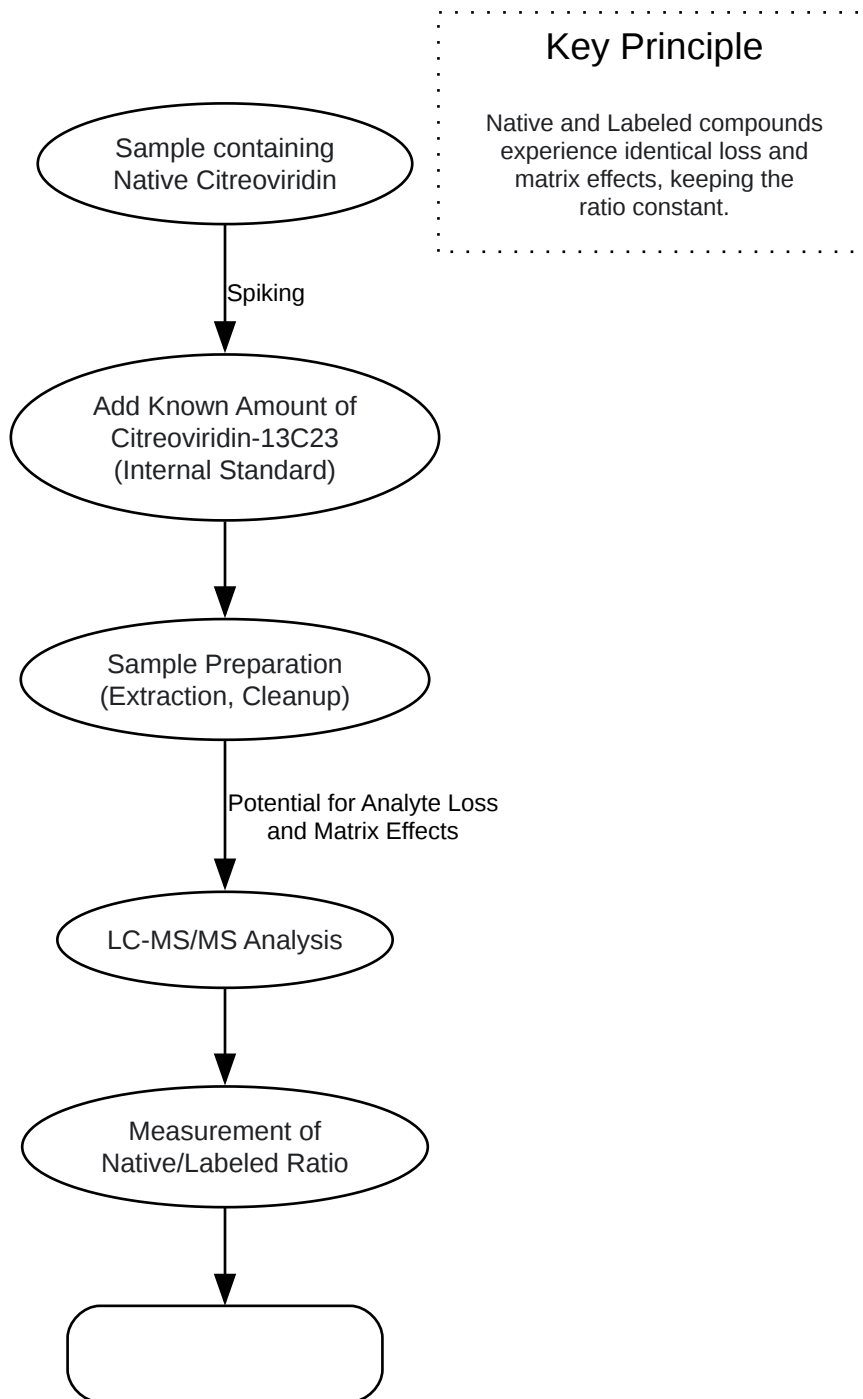 Key Principle
Native and Labeled compounds
experience identical loss and
matrix effects, keeping the
ratio constant.
Sample containing
Native Citreoviridin
Spiking
Add Known Amount of
Citreoviridin-13C23
(Internal Standard)
Sample Preparation
(Extraction, Cleanup)
Potential for Analyte Loss
and Matrix Effects
LC-MS/MS Analysis
Measurement of
Native/Labeled Ratio